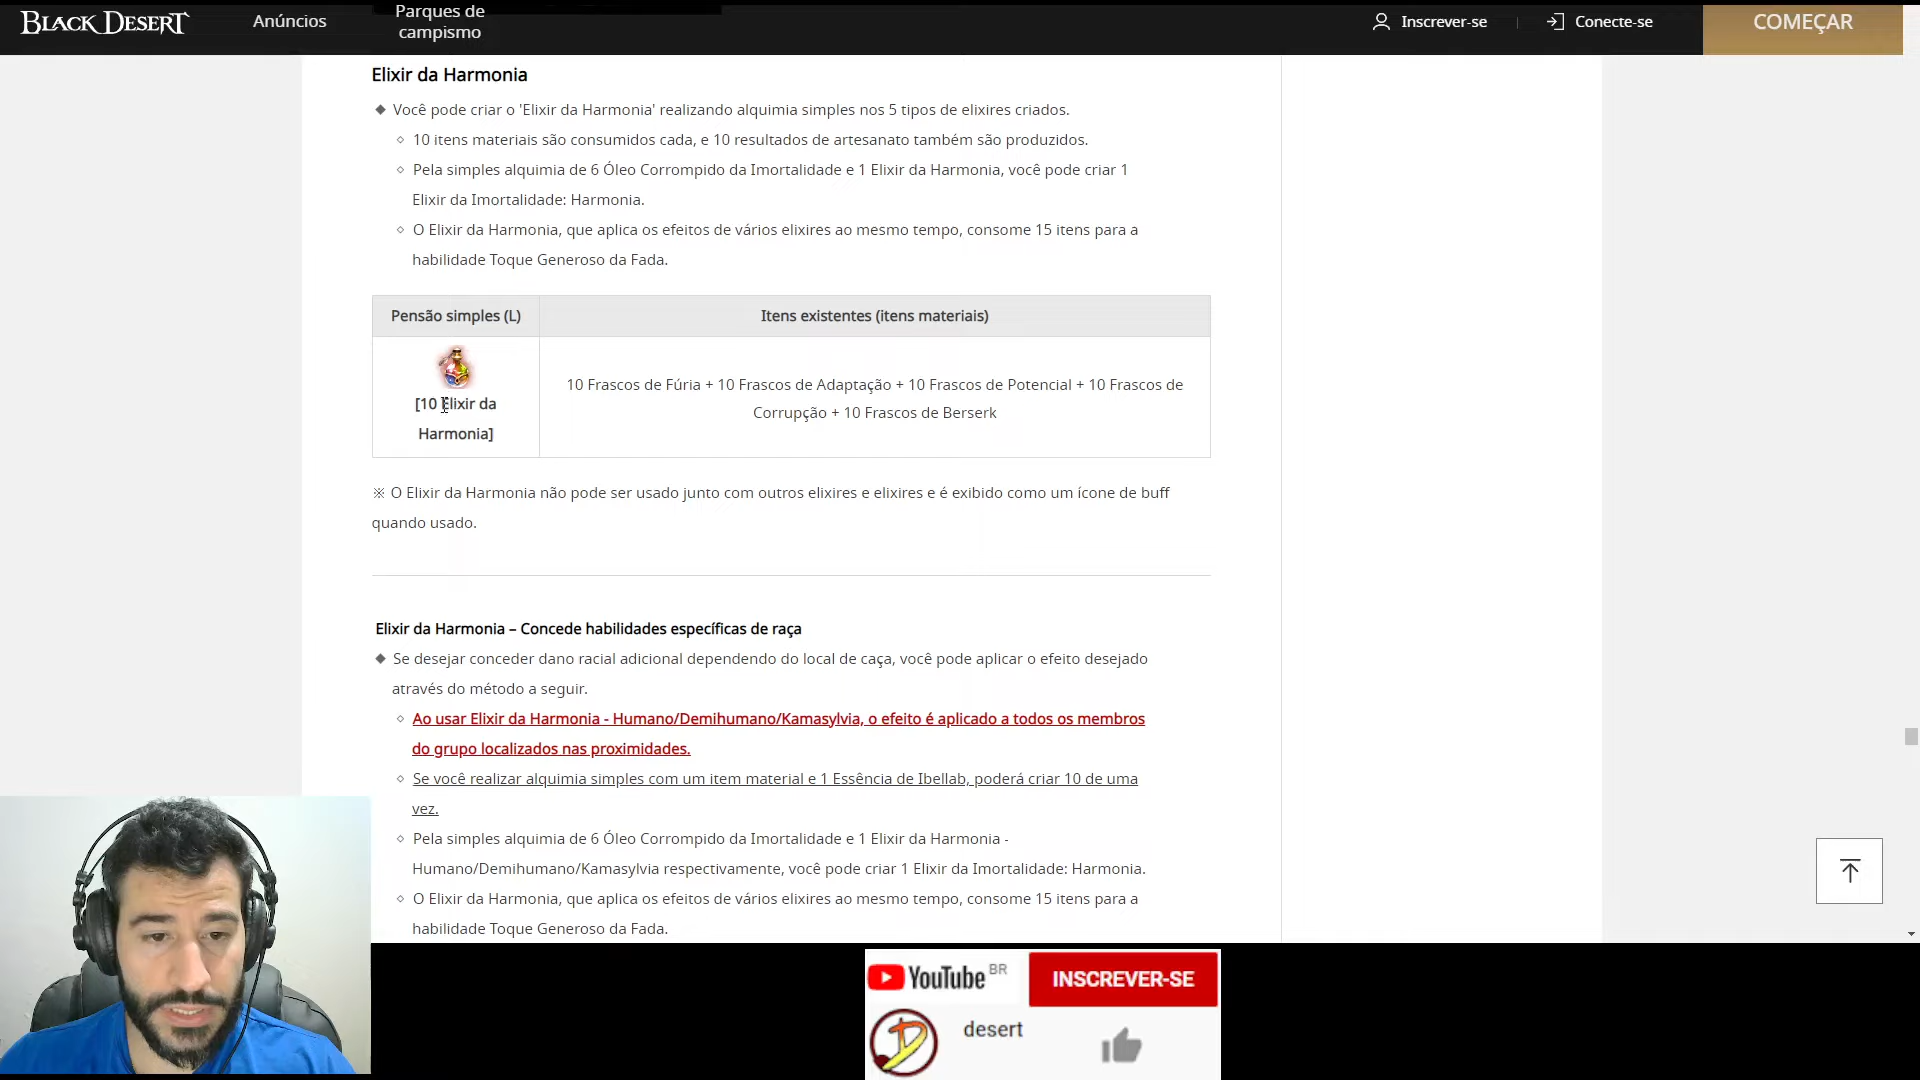 BLACK DESERT
Anúncios
Parques de
campismo
Inscrever-se
Conecte-se
COMEÇAR
Elixir da Harmonia
◆ Você pode criar o 'Elixir da Harmonia' realizando alquimia simples nos 5 tipos de elixires criados.
◇ 10 itens materiais são consumidos cada, e 10 resultados de artesanato também são produzidos.
◇ Pela simples alquimia de 6 Óleo Corrompido da Imortalidade e 1 Elixir da Harmonia, você pode criar 1
Elixir da Imortalidade: Harmonia.
◇ O Elixir da Harmonia, que aplica os efeitos de vários elixires ao mesmo tempo, consome 15 itens para a
habilidade Toque Generoso da Fada.
Pensão simples (L)
Itens existentes (itens materiais)
[10 Elixir da
Harmonia]
10 Frascos de Fúria + 10 Frascos de Adaptação + 10 Frascos de Potencial + 10 Frascos de
Corrupção + 10 Frascos de Berserk
※ O Elixir da Harmonia não pode ser usado junto com outros elixires e elixires e é exibido como um ícone de buff
quando usado.
Elixir da Harmonia – Concede habilidades específicas de raça
◆ Se desejar conceder dano racial adicional dependendo do local de caça, você pode aplicar o efeito desejado
através do método a seguir.
◇ Ao usar Elixir da Harmonia - Humano/Demihumano/Kamasylvia, o efeito é aplicado a todos os membros
do grupo localizados nas proximidades.
◇ Se você realizar alquimia simples com um item material e 1 Essência de Ibellab, poderá criar 10 de uma
vez.
◇ Pela simples alquimia de 6 Óleo Corrompido da Imortalidade e 1 Elixir da Harmonia -
Humano/Demihumano/Kamasylvia respectivamente, você pode criar 1 Elixir da Imortalidade: Harmonia.
◇ O Elixir da Harmonia, que aplica os efeitos de vários elixires ao mesmo tempo, consome 15 itens para a
habilidade Toque Generoso da Fada.
YouTube BR
INSCREVER-SE
desert